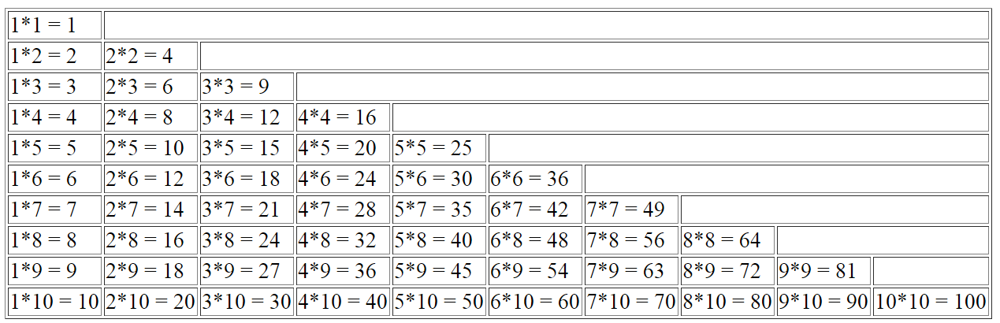 1*1 = 1
1*2 = 2 2*2 = 4
1*3 = 3 2*3 = 6 3*3 = 9
1*4 = 4 2*4 = 8 3*4 = 12 4*4 = 16
1*5 = 5 2*5 = 10 3*5 = 15 4*5 = 20 5*5 = 25
1*6 = 6 2*6 = 12 3*6 = 18 4*6 = 24 5*6 = 30 6*6 = 36
1*7 = 7 2*7 = 14 3*7 = 21 4*7 = 28 5*7 = 35 6*7 = 42 7*7 = 49
1*8 = 8 2*8 = 16 3*8 = 24 4*8 = 32 5*8 = 40 6*8 = 48 7*8 = 56 8*8 = 64
1*9 = 9 2*9 = 18 3*9 = 27 4*9 = 36 5*9 = 45 6*9 = 54 7*9 = 63 8*9 = 72 9*9 = 81
1*10 = 10 2*10 = 20 3*10 = 30 4*10 = 40 5*10 = 50 6*10 = 60 7*10 = 70 8*10 = 80 9*10 = 90 10*10 = 100